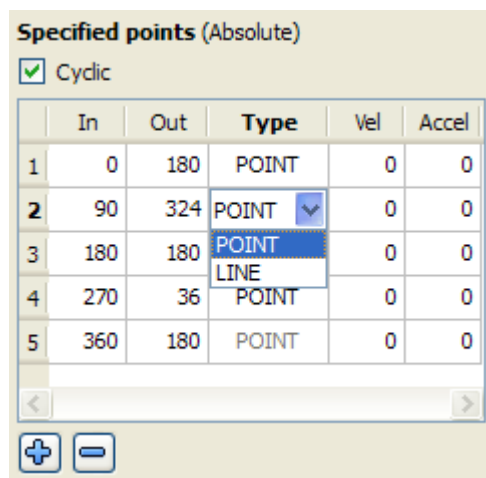 Specified points (Absolute)
Cyclic
In Out Type Vel Accel
1 0 180 POINT 0 0
2 90 324 POINT 0 0
3 180 180 POINT 0 0
LINE
4 270 36 POINT 0 0
5 360 180 POINT 0 0